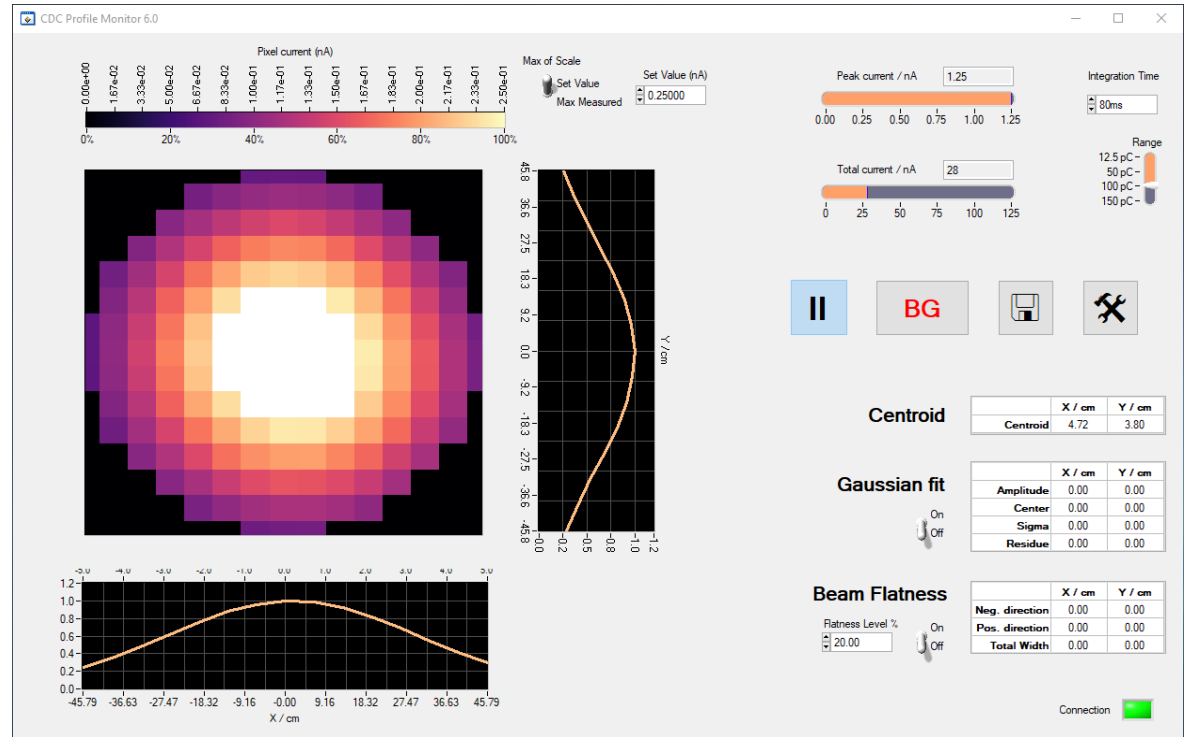 CDC Profile Monitor 6.0
Pixel current (nA)
0.00e+00 1.67e-02 3.33e-02 5.00e-02 6.67e-02 8.33e-02 1.00e-01 1.17e-01 1.33e-01 1.50e-01 1.67e-01 1.83e-01 2.00e-01 2.17e-01 2.33e-01 2.50e-01
0% 20% 40% 60% 80% 100%
Max of Scale
Set Value
Max Measured
Set Value (nA)
0.25000
Peak current / nA 1.25
0.00 0.25 0.50 0.75 1.00 1.25
Total current / nA 28
0 25 50 75 100 125
Integration Time
80ms
Range
12.5 pC
50 pC
100 pC
150 pC
45.8 36.6 27.5 18.3 9.2 0.0 -9.2 -18.3 -27.5 -36.6 -45.8
Y / cm
0.0 0.2 0.5 0.8 1.0 1.2
BG
Centroid
X / cm Y / cm
Centroid 4.72 3.80
Gaussian fit
On
Off
X / cm Y / cm
Amplitude 0.00 0.00
Center 0.00 0.00
Sigma 0.00 0.00
Residue 0.00 0.00
Beam Flatness
Flatness Level %
20.00
On
Off
X / cm Y / cm
Neg. direction 0.00 0.00
Pos. direction 0.00 0.00
Total Width 0.00 0.00
-5.0 -4.0 -3.0 -2.0 -1.0 0.0 1.0 2.0 3.0 4.0 5.0
1.2
1.0
0.8
0.6
0.4
0.2
0.0
-45.79 -36.63 -27.47 -18.32 -9.16 -0.00 9.16 18.32 27.47 36.63 45.79
X / cm
Connection